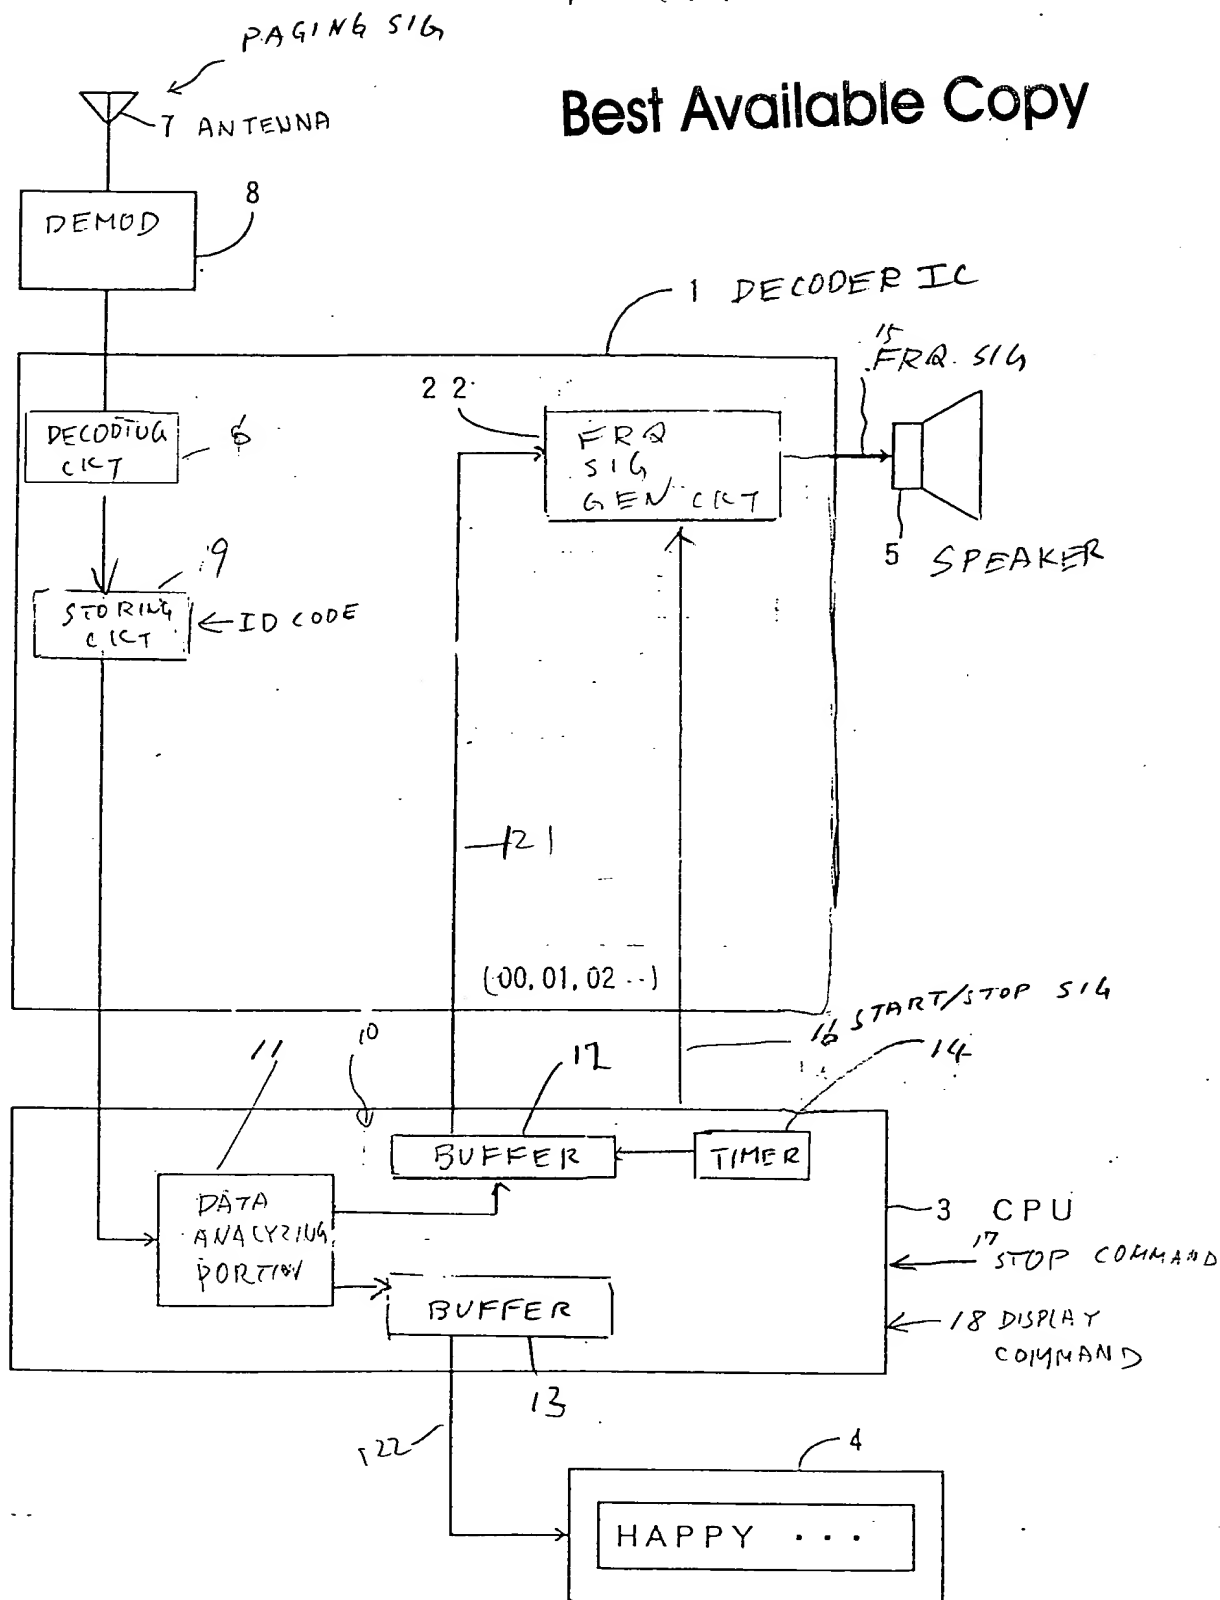 PAGING SIG
Best Available Copy
7 ANTENNA
8
DEMOD
1 DECODER IC
15
FRQ. SIG
22
DECODING
CKT
6
FRQ
SIG
GEN CKT
5 SPEAKER
9
STORING
CKT
ID CODE
121
(00, 01, 02 --)
16 START/STOP SIG
11
10
12
14
BUFFER
TIMER
DATA
ANALYZING
PORTION
3 CPU
17
STOP COMMAND
BUFFER
18 DISPLAY
COMMAND
13
122
4
HAPPY ...